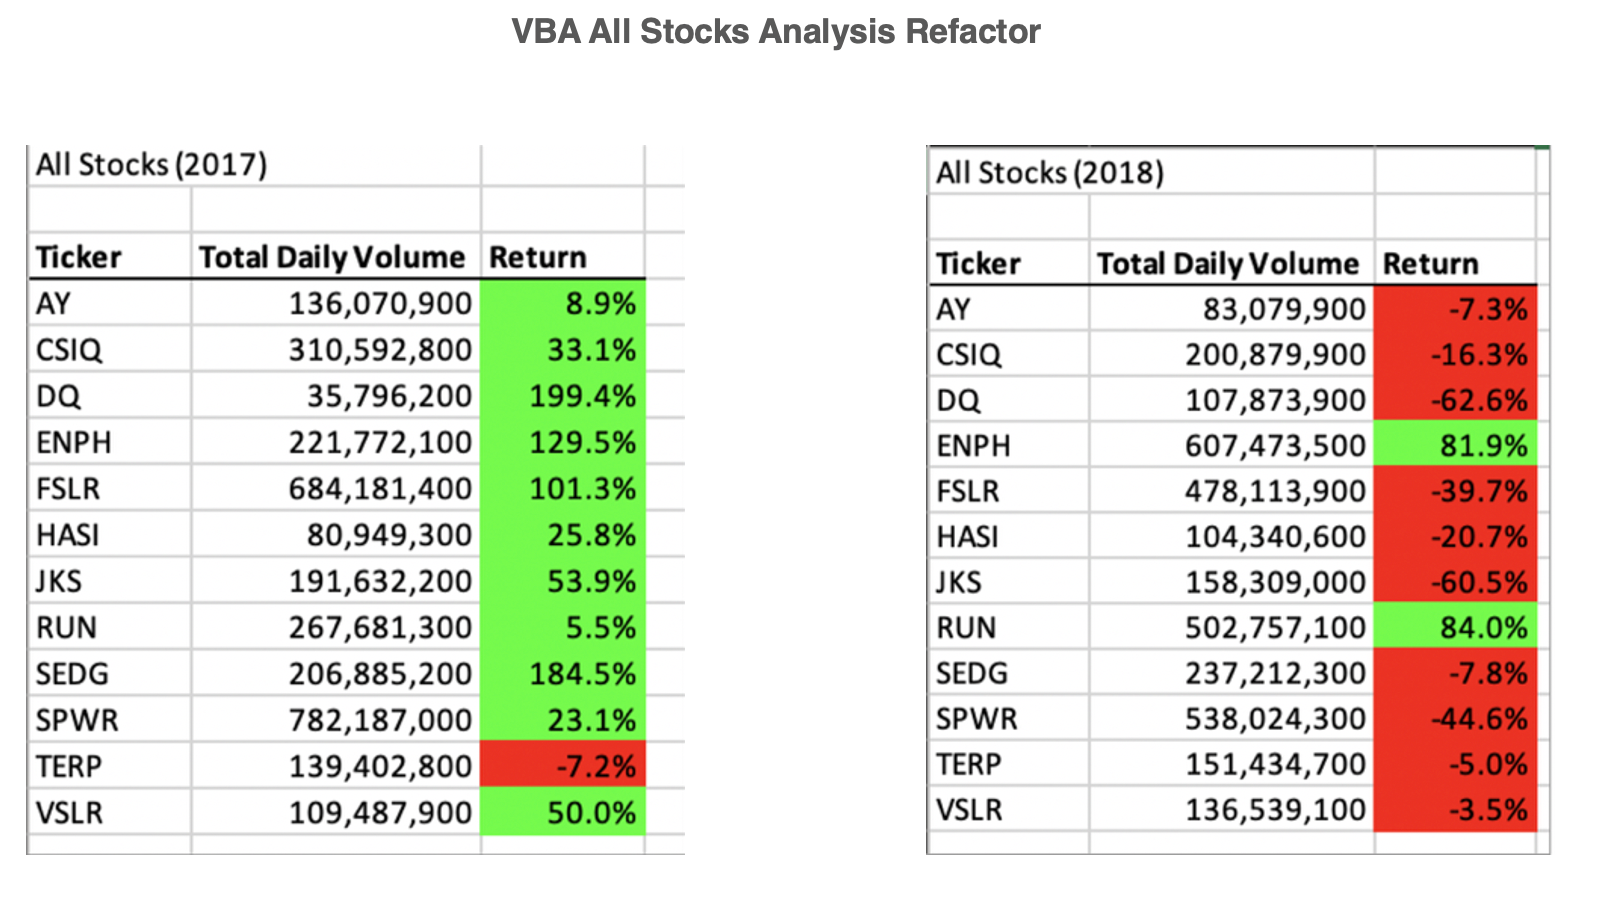 VBA All Stocks Analysis Refactor
All Stocks (2017)
Ticker Total Daily Volume Return
AY 136,070,900 8.9%
CSIQ 310,592,800 33.1%
DQ 35,796,200 199.4%
ENPH 221,772,100 129.5%
FSLR 684,181,400 101.3%
HASI 80,949,300 25.8%
JKS 191,632,200 53.9%
RUN 267,681,300 5.5%
SEDG 206,885,200 184.5%
SPWR 782,187,000 23.1%
TERP 139,402,800 -7.2%
VSLR 109,487,900 50.0%
All Stocks (2018)
Ticker Total Daily Volume Return
AY 83,079,900 -7.3%
CSIQ 200,879,900 -16.3%
DQ 107,873,900 -62.6%
ENPH 607,473,500 81.9%
FSLR 478,113,900 -39.7%
HASI 104,340,600 -20.7%
JKS 158,309,000 -60.5%
RUN 502,757,100 84.0%
SEDG 237,212,300 -7.8%
SPWR 538,024,300 -44.6%
TERP 151,434,700 -5.0%
VSLR 136,539,100 -3.5%